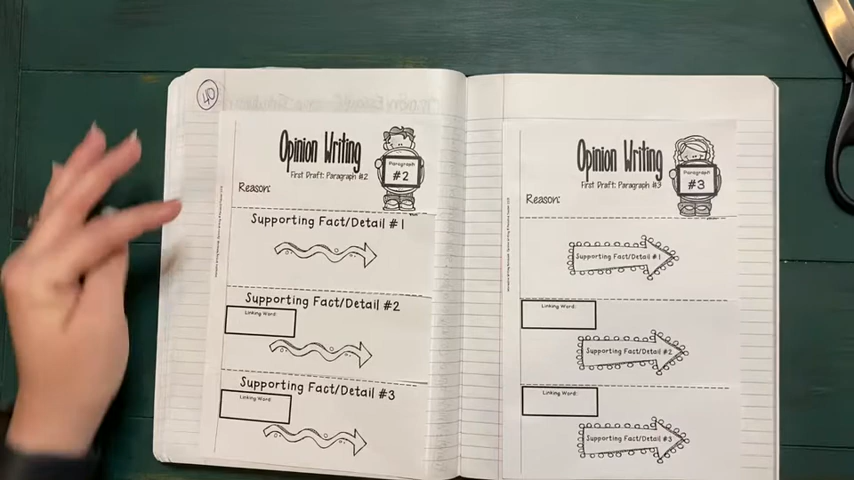 40
Opinion Writing
First Draft: Paragraph #2
Paragraph
#2
Reason:
Supporting Fact/Detail #1
Supporting Fact/Detail #2
Linking Word:
Supporting Fact/Detail #3
Linking Word:
Opinion Writing
First Draft: Paragraph #3
Paragraph
#3
Reason:
Supporting Fact/Detail #1
Linking Word:
Supporting Fact/Detail #2
Linking Word:
Supporting Fact/Detail #3